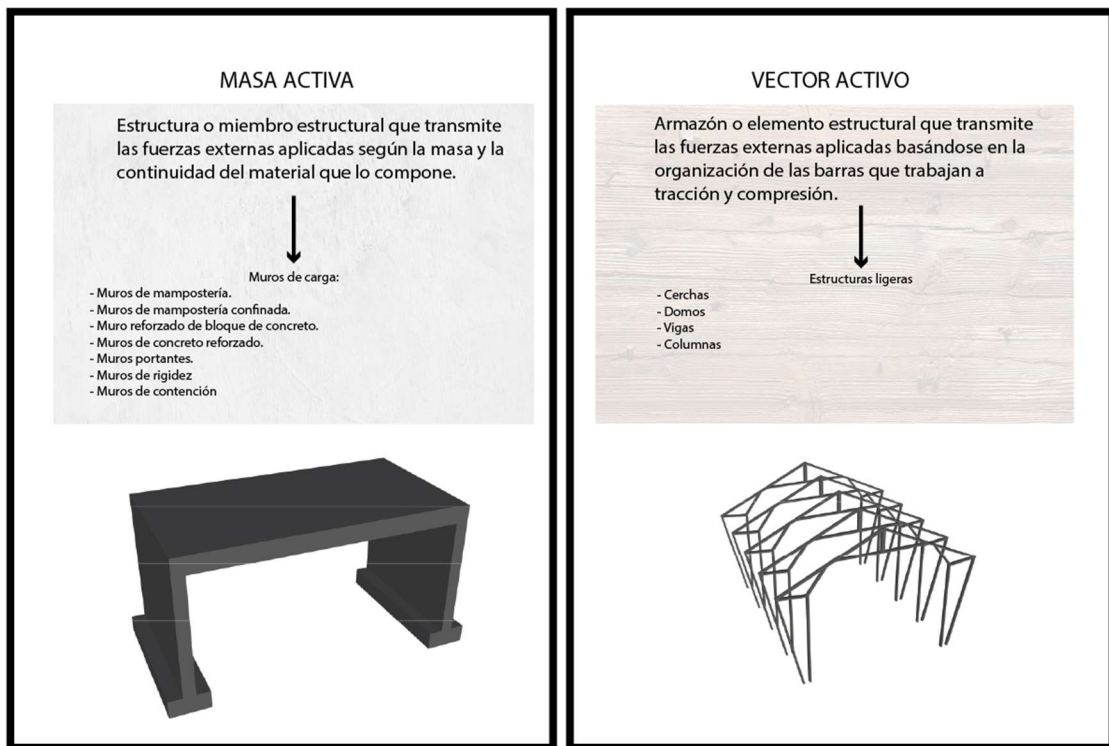 MASA ACTIVA
Estructura o miembro estructural que transmite
las fuerzas externas aplicadas según la masa y la
continuidad del material que lo compone.
Muros de carga:
- Muros de mampostería.
- Muros de mampostería confinada.
- Muro reforzado de bloque de concreto.
- Muros de concreto reforzado.
- Muros portantes.
- Muros de rigidez
- Muros de contención
VECTOR ACTIVO
Armazón o elemento estructural que transmite
las fuerzas externas aplicadas basándose en la
organización de las barras que trabajan a
tracción y compresión.
Estructuras ligeras
- Cerchas
- Domos
- Vigas
- Columnas